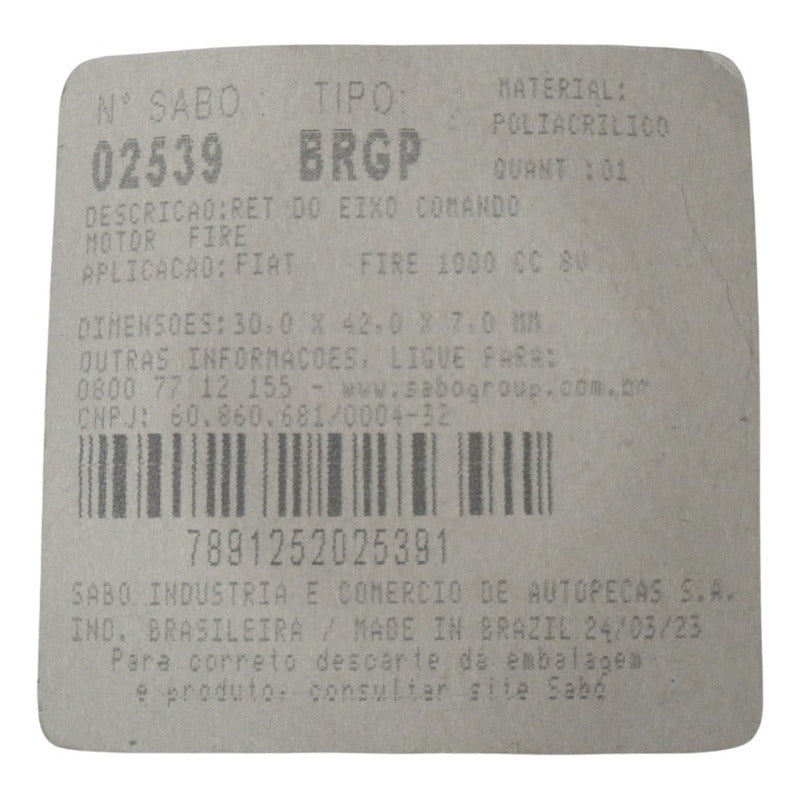 Nº SABO : TIPO: MATERIAL:
02539 BRGP POLIACRILICO
QUANT :01
DESCRICAO:RET DO EIXO COMANDO
MOTOR FIRE
APLICACAO:FIAT FIRE 1000 CC 8V
DIMENSOES:30.0 X 42.0 X 7.0 MM
OUTRAS INFORMACOES, LIGUE PARA:
0800 77 12 155 - www.sabogroup.com.br
CNPJ: 60.860.681/0004-32
7891252025391
SABO INDUSTRIA E COMERCIO DE AUTOPECAS S.A.
IND. BRASILEIRA / MADE IN BRAZIL 24/03/23
Para correto descarte da embalagem
e produto, consultar site Sabó